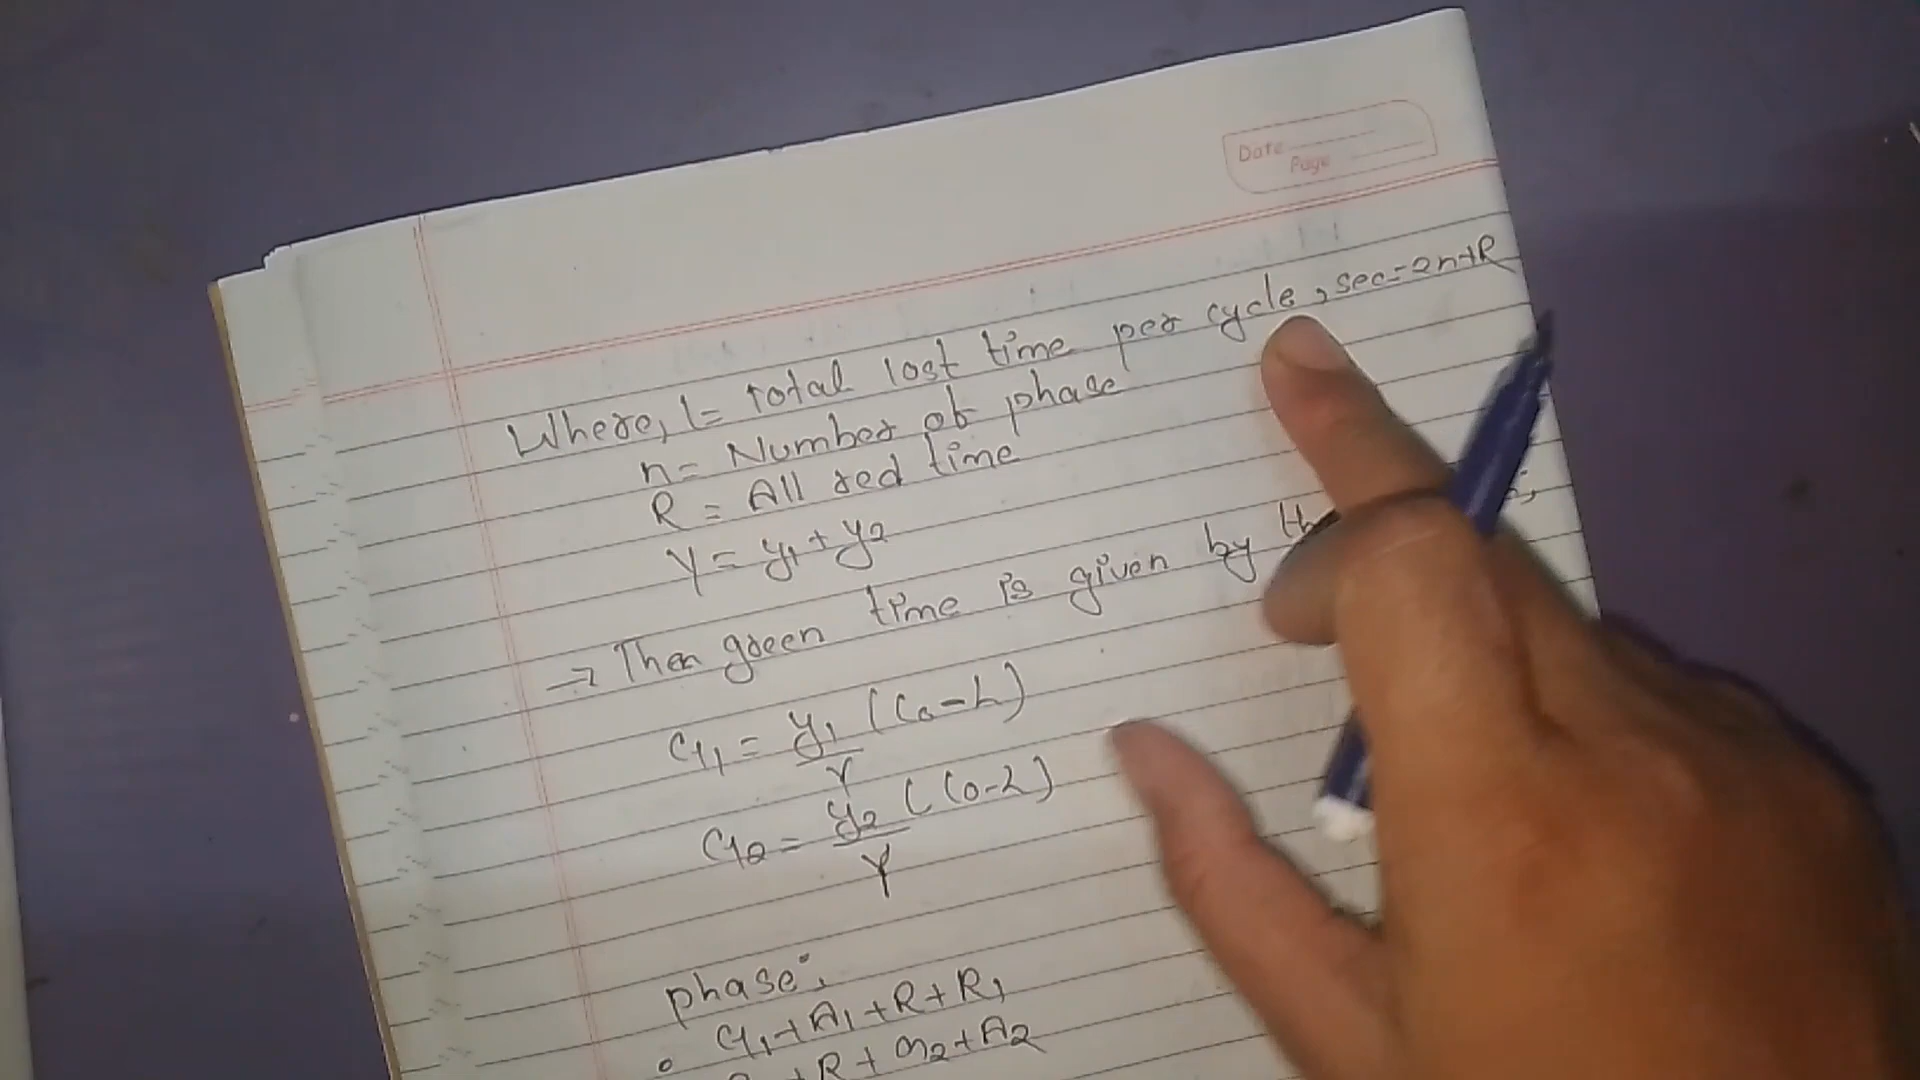 Date
Page
Where, L= total lost time per cycle, sec=2n+R
n= Number of phase
R = All red time
Y = y1 + y2
→ Then green time is given by
G1 = y1/Y (C0-L)
G2 = y2/Y (C0-L)
phase:
G1+A1+R+R1
+R+G2+A2